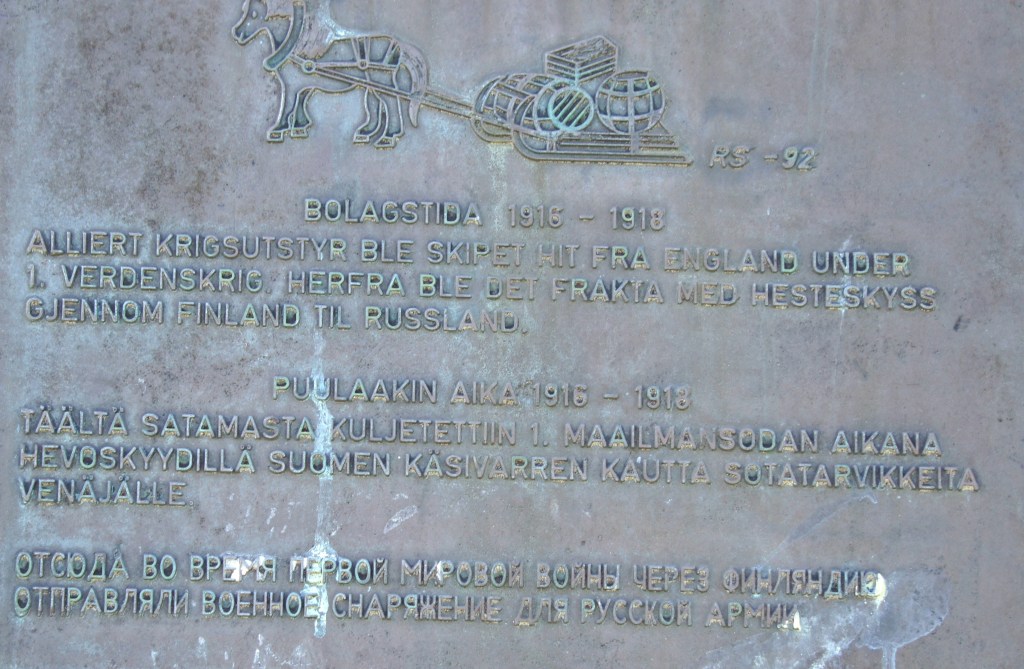 RS -92
BOLAGSTIDA 1916 - 1918
ALLIERT KRIGSUTSTYR BLE SKIPET HIT FRA ENGLAND UNDER
1. VERDENSKRIG. HERFRA BLE DET FRAKTA MED HESTESKYSS
GJENNOM FINLAND TIL RUSSLAND.
PUULAAKIN AIKA 1916 - 1918
TÄÄLTÄ SATAMASTA KULJETETTIIN 1. MAAILMANSODAN AIKANA
HEVOSKYYDILLÄ SUOMEN KÄSIVARREN KAUTTA SOTATARVIKKEITA
VENÄJÄLLE.
ОТСЮДА ВО ВРЕМЯ ПЕРВОЙ МИРОВОЙ ВОЙНЫ ЧЕРЕЗ ФИНЛЯНДИЮ
ОТПРАВЛЯЛИ ВОЕННОЕ СНАРЯЖЕНИЕ ДЛЯ РУССКОЙ АРМИИ.